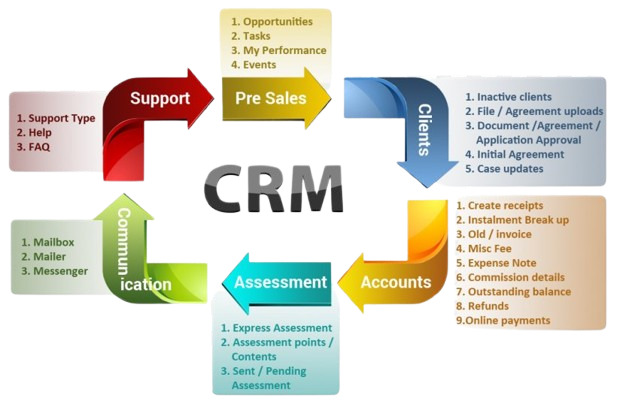 1. Opportunities
2. Tasks
3. My Performance
4. Events
Support
Pre Sales
Clients
1. Support Type
2. Help
3. FAQ
1. Inactive clients
2. File / Agreement uploads
3. Document /Agreement /
Application Approval
4. Initial Agreement
5. Case updates
CRM
1. Create receipts
2. Instalment Break up
3. Old / invoice
4. Misc Fee
5. Expense Note
6. Commission details
7. Outstanding balance
8. Refunds
9.Online payments
Communication
1. Mailbox
2. Mailer
3. Messenger
Assessment
Accounts
1. Express Assessment
2. Assessment points /
Contents
3. Sent / Pending
Assessment